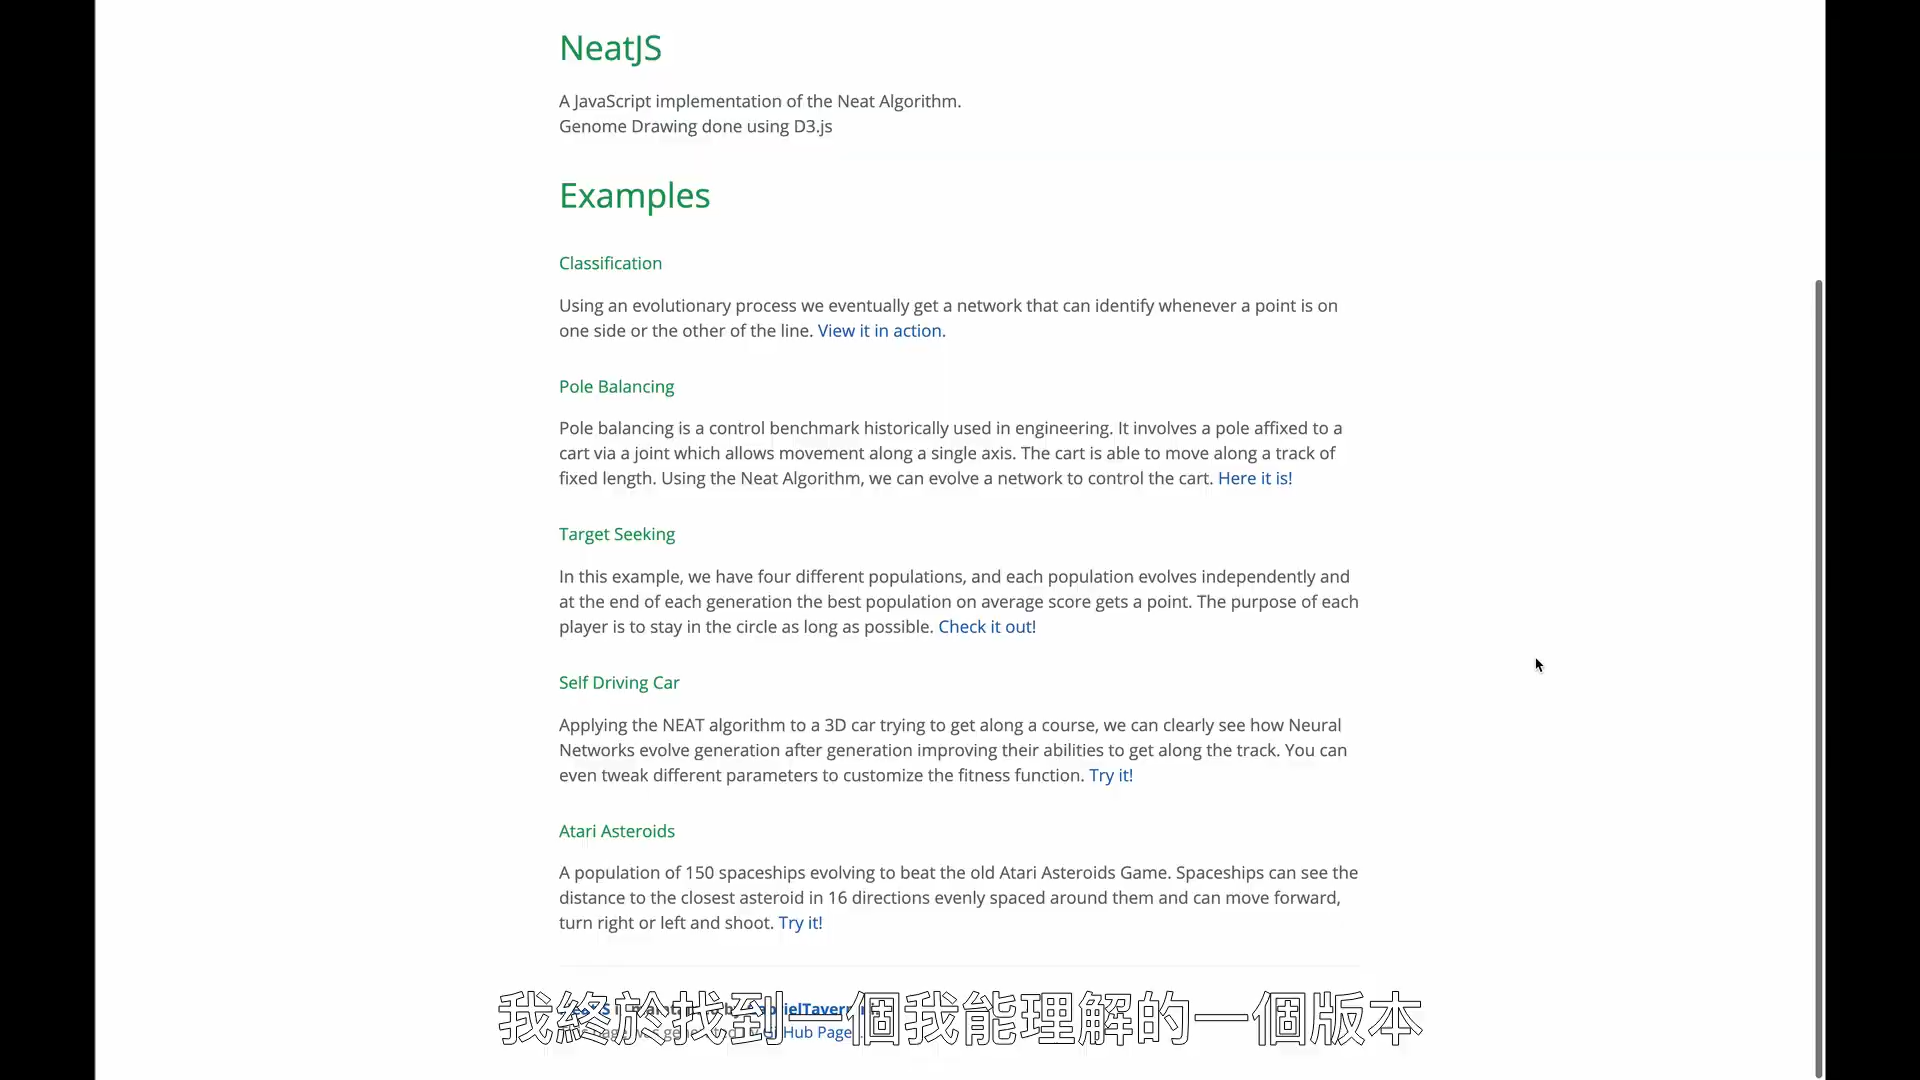 NeatJS
A JavaScript implementation of the Neat Algorithm.
Genome Drawing done using D3.js
Examples
Classification
Using an evolutionary process we eventually get a network that can identify whenever a point is on
one side or the other of the line. View it in action.
Pole Balancing
Pole balancing is a control benchmark historically used in engineering. It involves a pole affixed to a
cart via a joint which allows movement along a single axis. The cart is able to move along a track of
fixed length. Using the Neat Algorithm, we can evolve a network to control the cart. Here it is!
Target Seeking
In this example, we have four different populations, and each population evolves independently and
at the end of each generation the best population on average score gets a point. The purpose of each
player is to stay in the circle as long as possible. Check it out!
Self Driving Car
Applying the NEAT algorithm to a 3D car trying to get along a course, we can clearly see how Neural
Networks evolve generation after generation improving their abilities to get along the track. You can
even tweak different parameters to customize the fitness function. Try it!
Atari Asteroids
A population of 150 spaceships evolving to beat the old Atari Asteroids Game. Spaceships can see the
distance to the closest asteroid in 16 directions evenly spaced around them and can move forward,
turn right or left and shoot. Try it!
我終於找到一個我能理解的一個版本